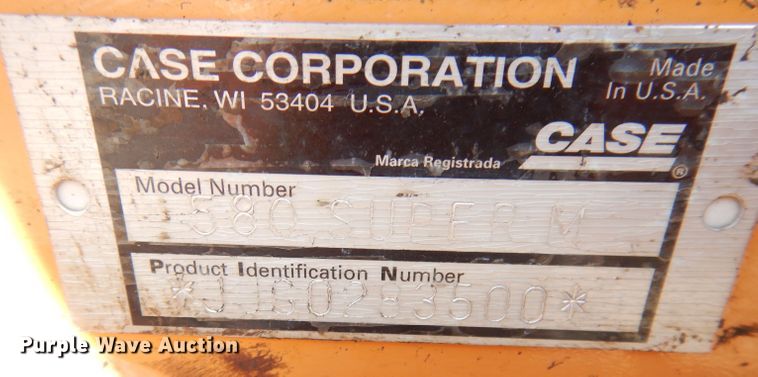 CASE CORPORATION
RACINE, WI 53404 U.S.A.
Made
In U.S.A.
CASE
®
Marca Registrada
Model Number
580 SUPER M
Product Identification Number
*JJG0283500*
Purple Wave Auction